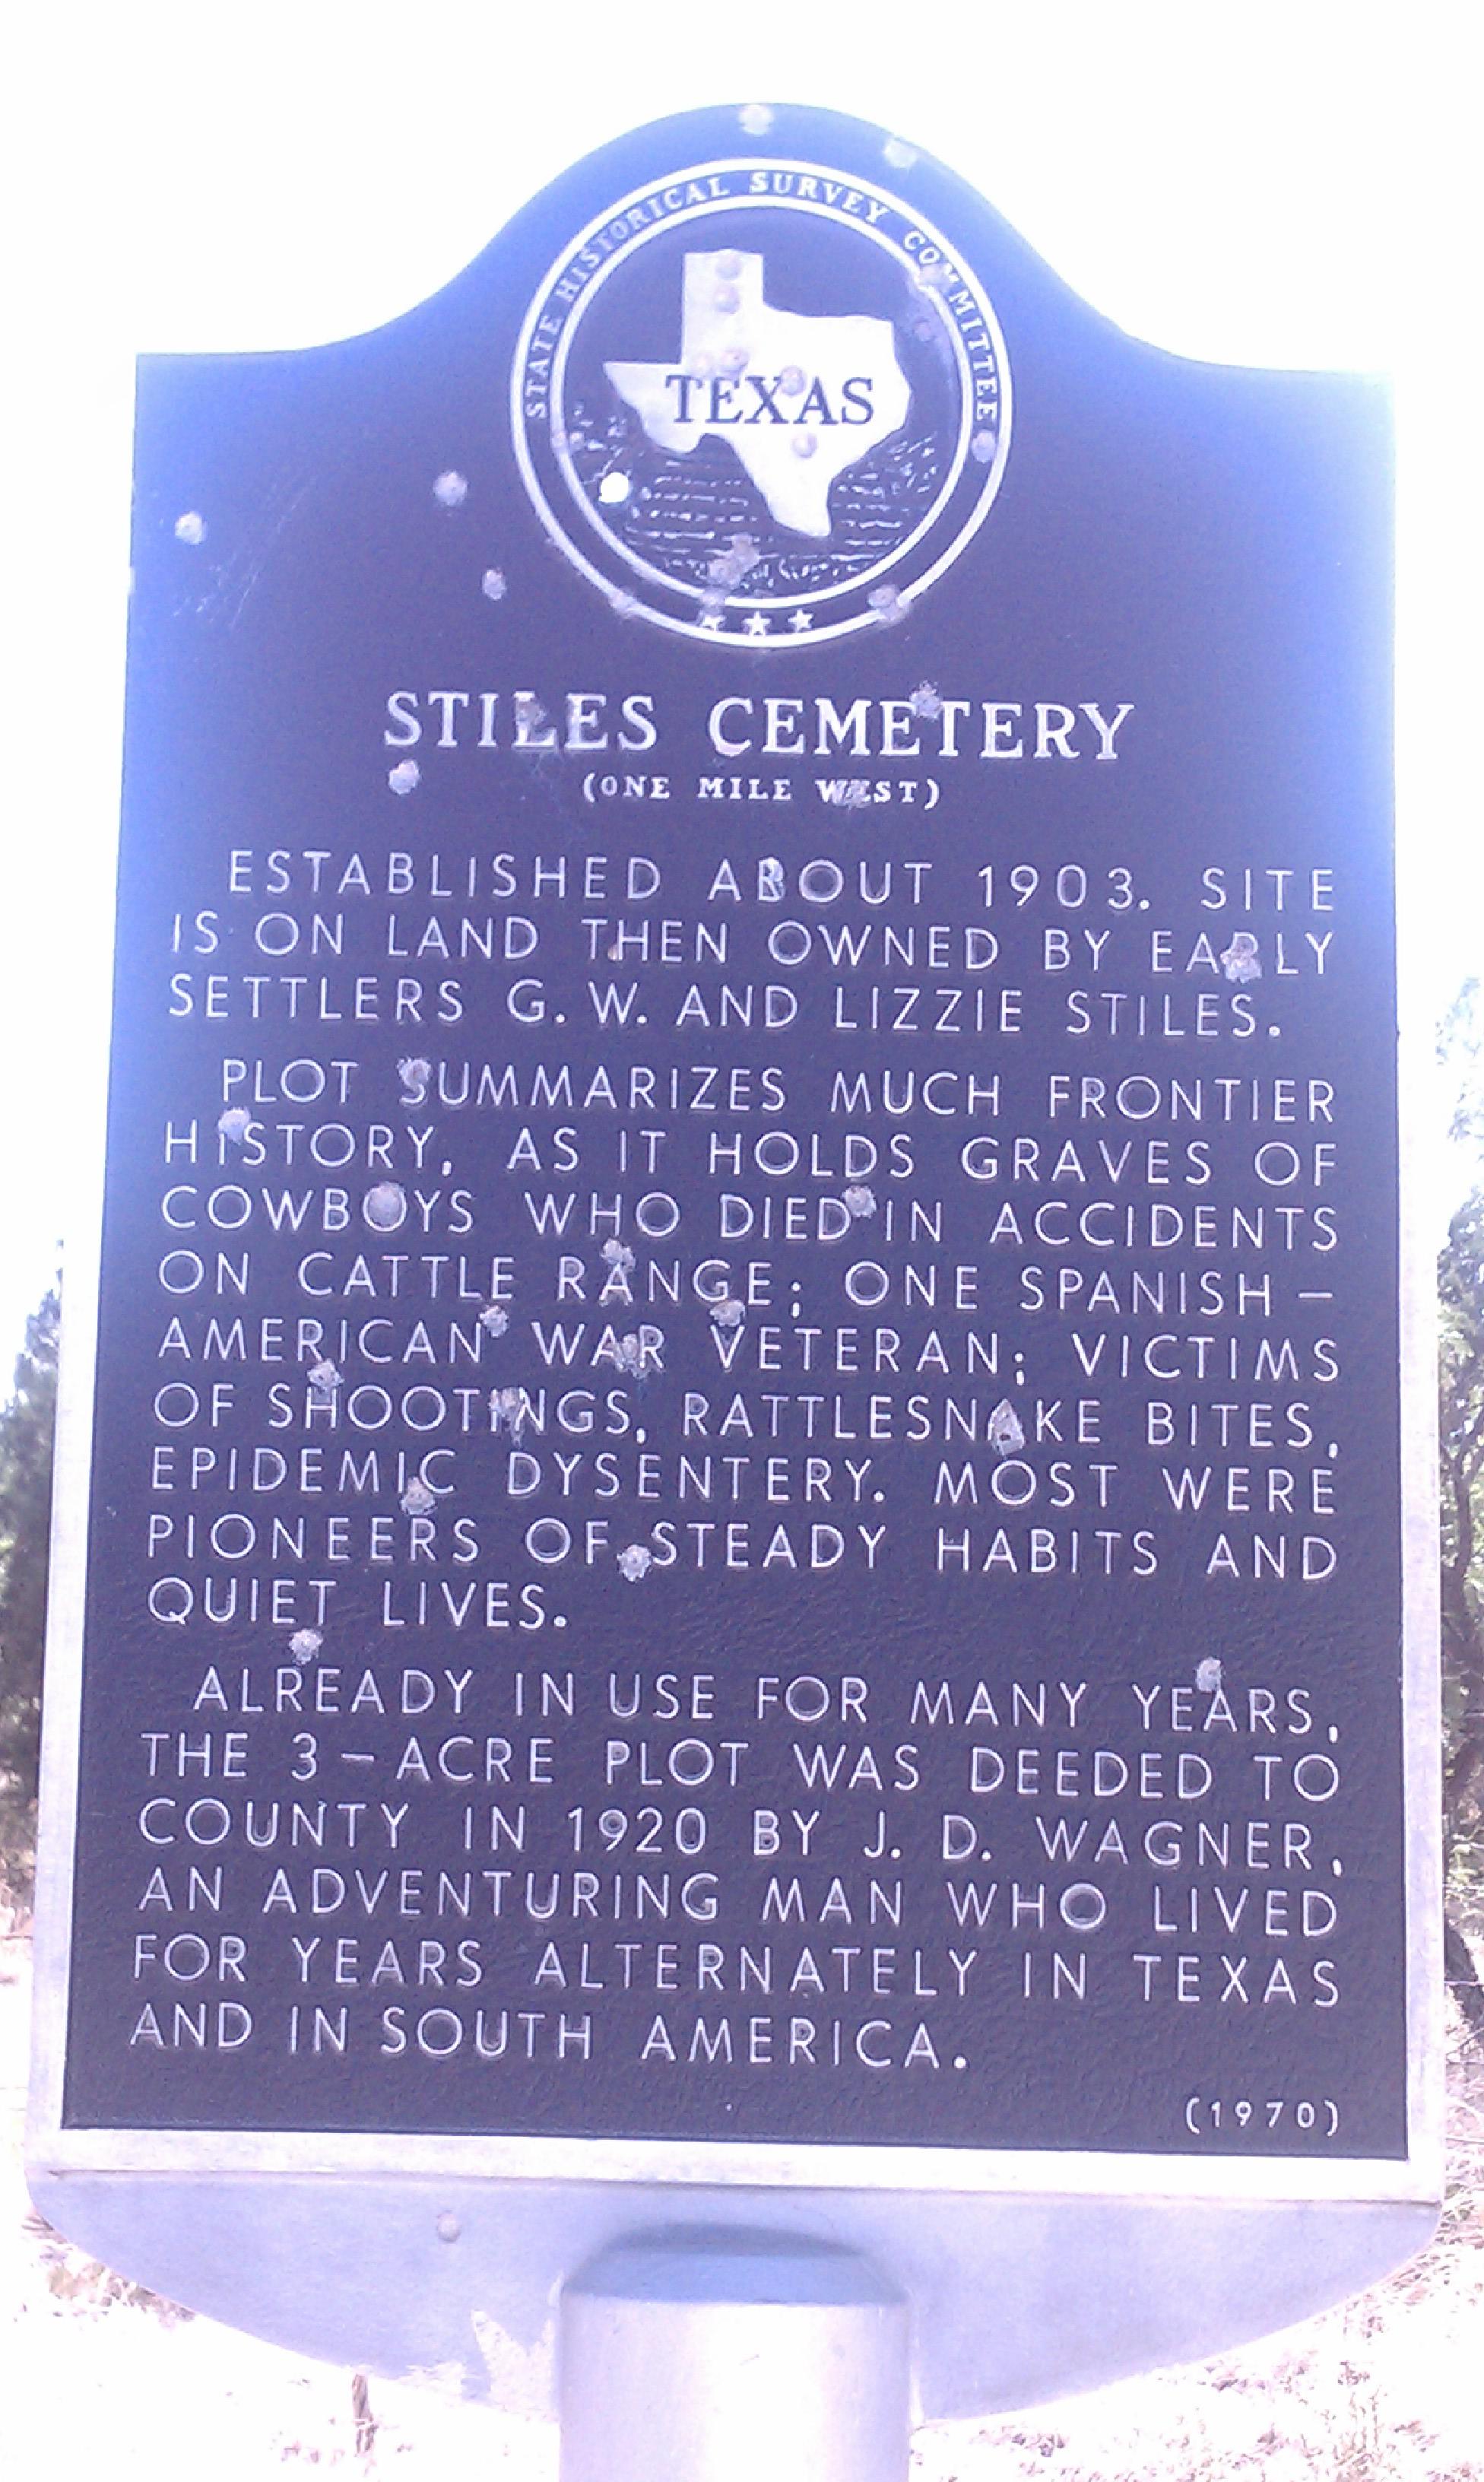 STATE HISTORICAL SURVEY COMMITTEE
TEXAS
STILES CEMETERY
(ONE MILE WEST)
ESTABLISHED ABOUT 1903. SITE
IS ON LAND THEN OWNED BY EARLY
SETTLERS G. W. AND LIZZIE STILES.
PLOT SUMMARIZES MUCH FRONTIER
HISTORY, AS IT HOLDS GRAVES OF
COWBOYS WHO DIED IN ACCIDENTS
ON CATTLE RANGE; ONE SPANISH –
AMERICAN WAR VETERAN; VICTIMS
OF SHOOTINGS, RATTLESNAKE BITES,
EPIDEMIC DYSENTERY. MOST WERE
PIONEERS OF STEADY HABITS AND
QUIET LIVES.
ALREADY IN USE FOR MANY YEARS,
THE 3 – ACRE PLOT WAS DEEDED TO
COUNTY IN 1920 BY J. D. WAGNER,
AN ADVENTURING MAN WHO LIVED
FOR YEARS ALTERNATELY IN TEXAS
AND IN SOUTH AMERICA.
(1970)